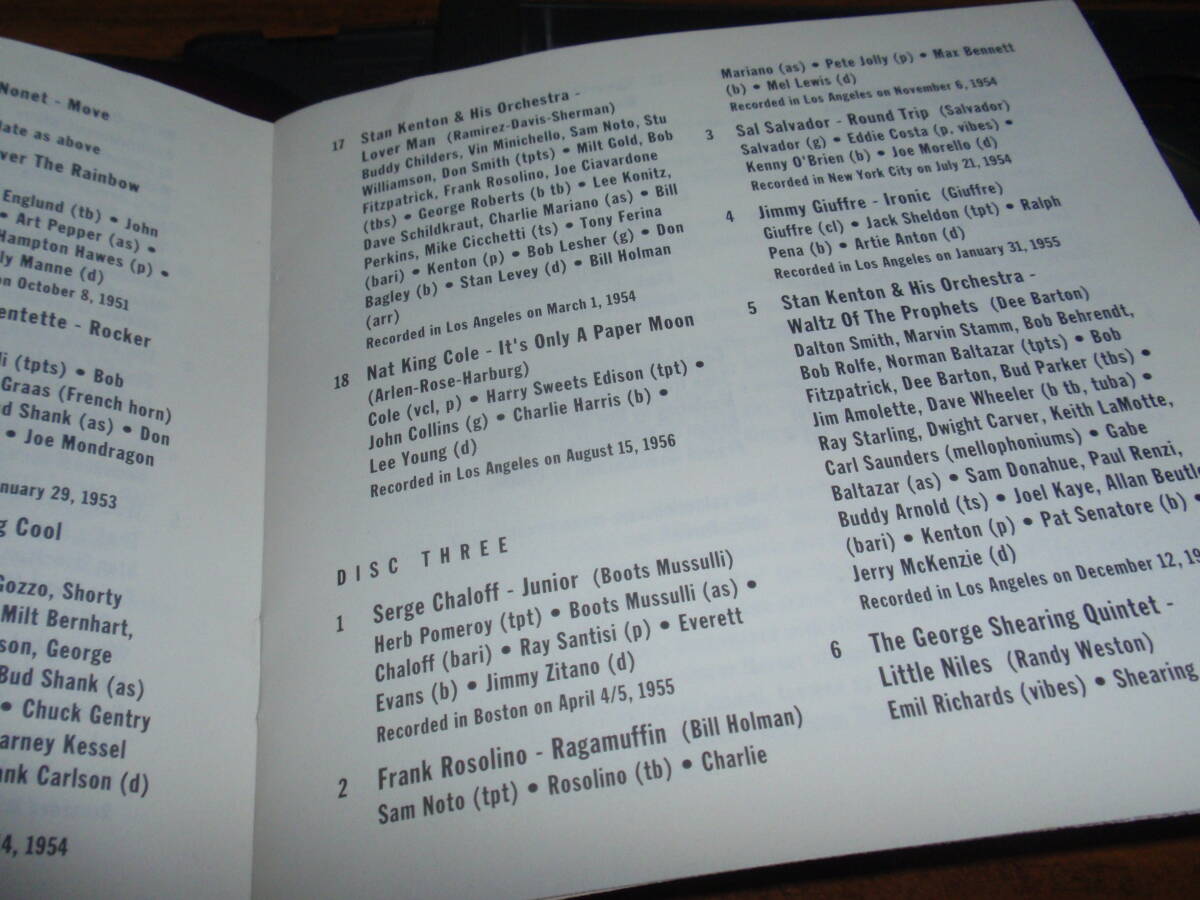 Nonet - Move
date as above
ver The Rainbow
Englund (tb) • John
• Art Pepper (as) •
Hampton Hawes (p) •
ly Manne (d)
on October 8, 1951
entette - Rocker
li (tpts) • Bob
Graas (French horn)
ud Shank (as) • Don
• Joe Mondragon
nuary 29, 1953
g Cool
Gozzo, Shorty
Milt Bernhart,
son, George
Bud Shank (as)
• Chuck Gentry
arney Kessel
ank Carlson (d)
4, 1954
17 Stan Kenton & His Orchestra -
Lover Man (Ramirez-Davis-Sherman)
Buddy Childers, Vin Minichello, Sam Noto, Stu
Williamson, Don Smith (tpts) • Milt Gold, Bob
Fitzpatrick, Frank Rosolino, Joe Ciavardone
(tbs) • George Roberts (b tb) • Lee Konitz,
Dave Schildkraut, Charlie Mariano (as) • Bill
Perkins, Mike Cicchetti (ts) • Tony Ferina
(bari) • Kenton (p) • Bob Lesher (g) • Don
Bagley (b) • Stan Levey (d) • Bill Holman
(arr)
Recorded in Los Angeles on March 1, 1954
18 Nat King Cole - It's Only A Paper Moon
(Arlen-Rose-Harburg)
Cole (vcl, p) • Harry Sweets Edison (tpt) •
John Collins (g) • Charlie Harris (b) •
Lee Young (d)
Recorded in Los Angeles on August 15, 1956
DISC THREE
1 Serge Chaloff - Junior (Boots Mussulli)
Herb Pomeroy (tpt) • Boots Mussulli (as) •
Chaloff (bari) • Ray Santisi (p) • Everett
Evans (b) • Jimmy Zitano (d)
Recorded in Boston on April 4/5, 1955
2 Frank Rosolino - Ragamuffin (Bill Holman)
Sam Noto (tpt) • Rosolino (tb) • Charlie
Mariano (as) • Pete Jolly (p) • Max Bennett
(b) • Mel Lewis (d)
Recorded in Los Angeles on November 6, 1954
3 Sal Salvador - Round Trip (Salvador)
Salvador (g) • Eddie Costa (p, vibes) •
Kenny O'Brien (b) • Joe Morello (d)
Recorded in New York City on July 21, 1954
4 Jimmy Giuffre - Ironic (Giuffre)
Giuffre (cl) • Jack Sheldon (tpt) • Ralph
Pena (b) • Artie Anton (d)
Recorded in Los Angeles on January 31, 1955
5 Stan Kenton & His Orchestra -
Waltz Of The Prophets (Dee Barton)
Dalton Smith, Marvin Stamm, Bob Behrendt,
Bob Rolfe, Norman Baltazar (tpts) • Bob
Fitzpatrick, Dee Barton, Bud Parker (tbs) •
Jim Amolette, Dave Wheeler (b tb, tuba) •
Ray Starling, Dwight Carver, Keith LaMotte,
Carl Saunders (mellophoniums) • Gabe
Baltazar (as) • Sam Donahue, Paul Renzi,
Buddy Arnold (ts) • Joel Kaye, Allan Beutle
(bari) • Kenton (p) • Pat Senatore (b) •
Jerry McKenzie (d)
Recorded in Los Angeles on December 12, 19
6 The George Shearing Quintet -
Little Niles (Randy Weston)
Emil Richards (vibes) • Shearing